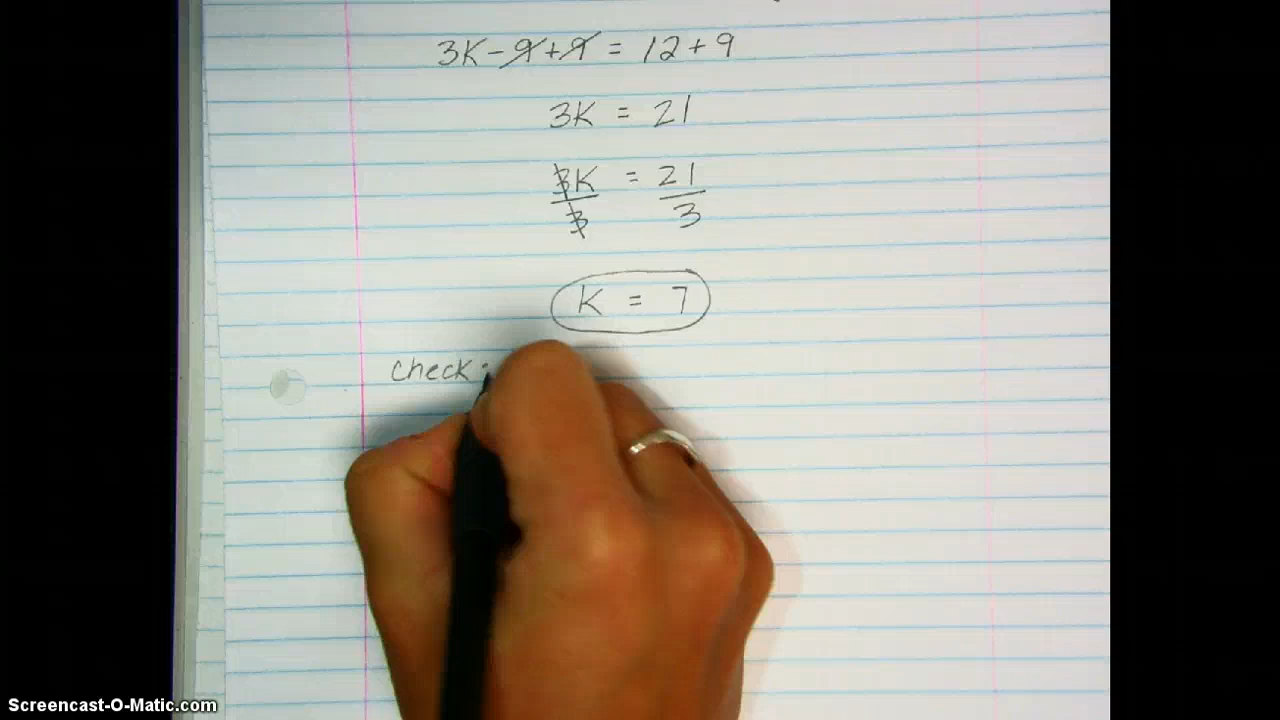 3K - 9 + 9 = 12 + 9
3K = 21
3K = 21
3 3
K = 7
Check:
Screencast-O-Matic.com